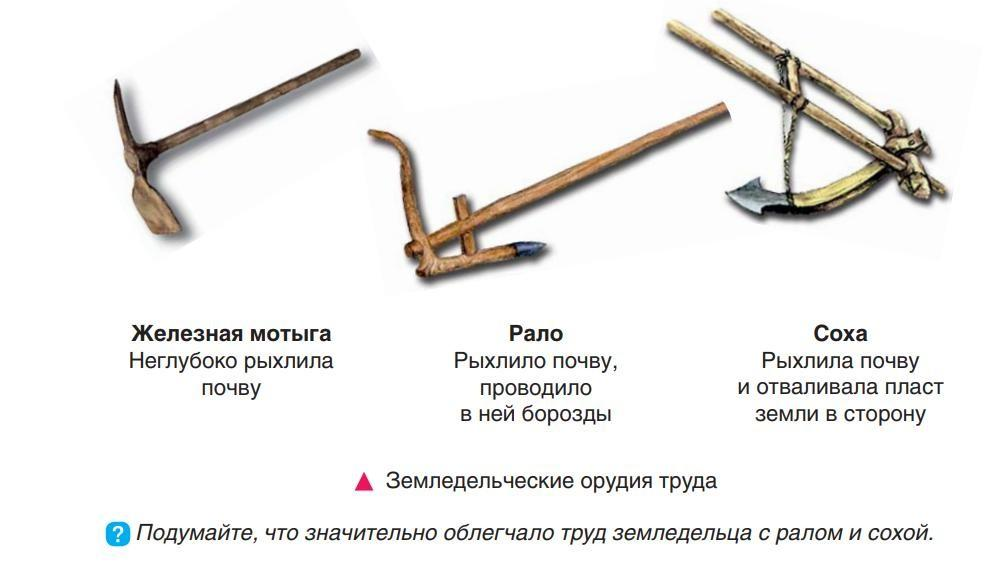 Железная мотыга
Неглубоко рыхлила
почву
Рало
Рыхлило почву,
проводило
в ней борозды
Соха
Рыхлила почву
и отваливала пласт
земли в сторону
Земледельческие орудия труда
? Подумайте, что значительно облегчало труд земледельца с ралом и сохой.